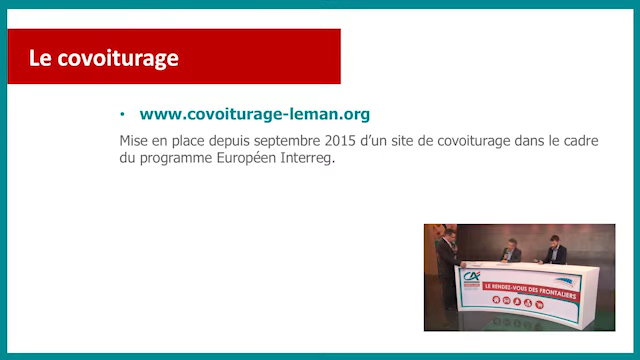 Le covoiturage
• www.covoiturage-leman.org
Mise en place depuis septembre 2015 d’un site de covoiturage dans le cadre
du programme Européen Interreg.
CA
LE RENDEZ-VOUS DES FRONTALIERS